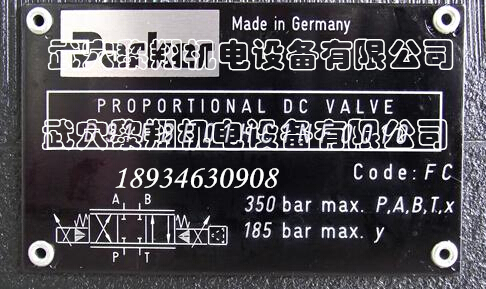 Made in Germany
武汉黎翔机电设备有限公司
PROPORTIONAL DC VALVE
武汉黎翔机电设备有限公司
Code: FC
18934630908
350 bar max. P,A,B,T,x
185 bar max. y
A B
P T